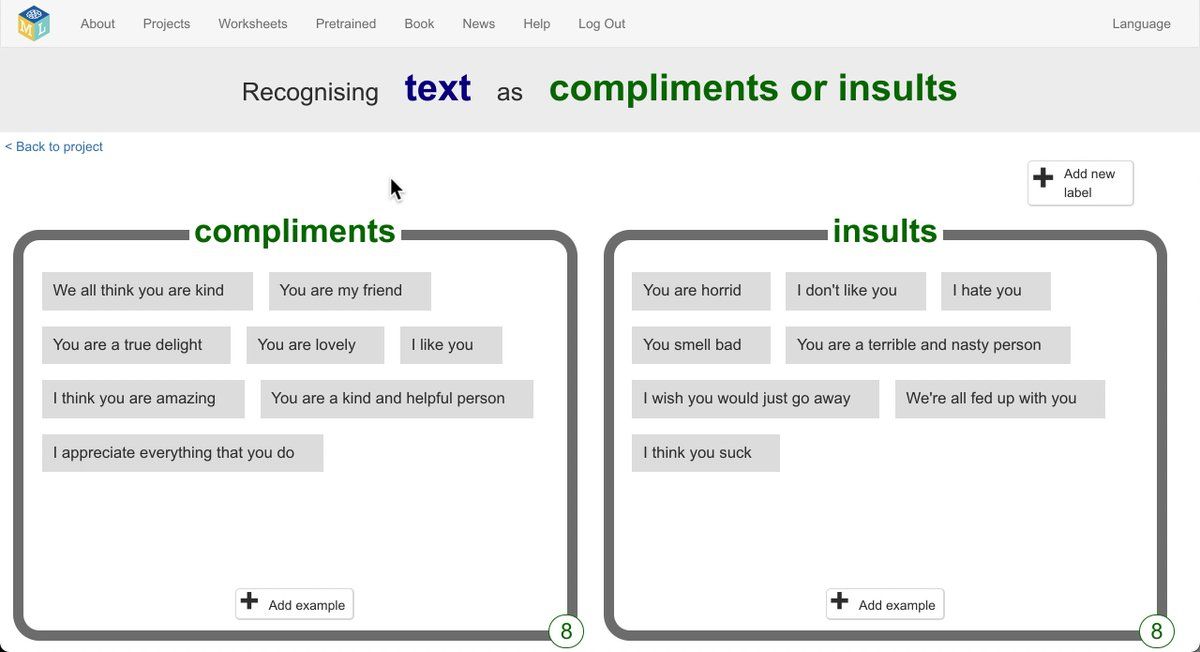 M L About Projects Worksheets Pretrained Book News Help Log Out Language
Recognising text as compliments or insults
< Back to project
Add new
label
compliments
We all think you are kind You are my friend
You are a true delight You are lovely I like you
I think you are amazing You are a kind and helpful person
I appreciate everything that you do
Add example
8
insults
You are horrid I don't like you I hate you
You smell bad You are a terrible and nasty person
I wish you would just go away We're all fed up with you
I think you suck
Add example
8